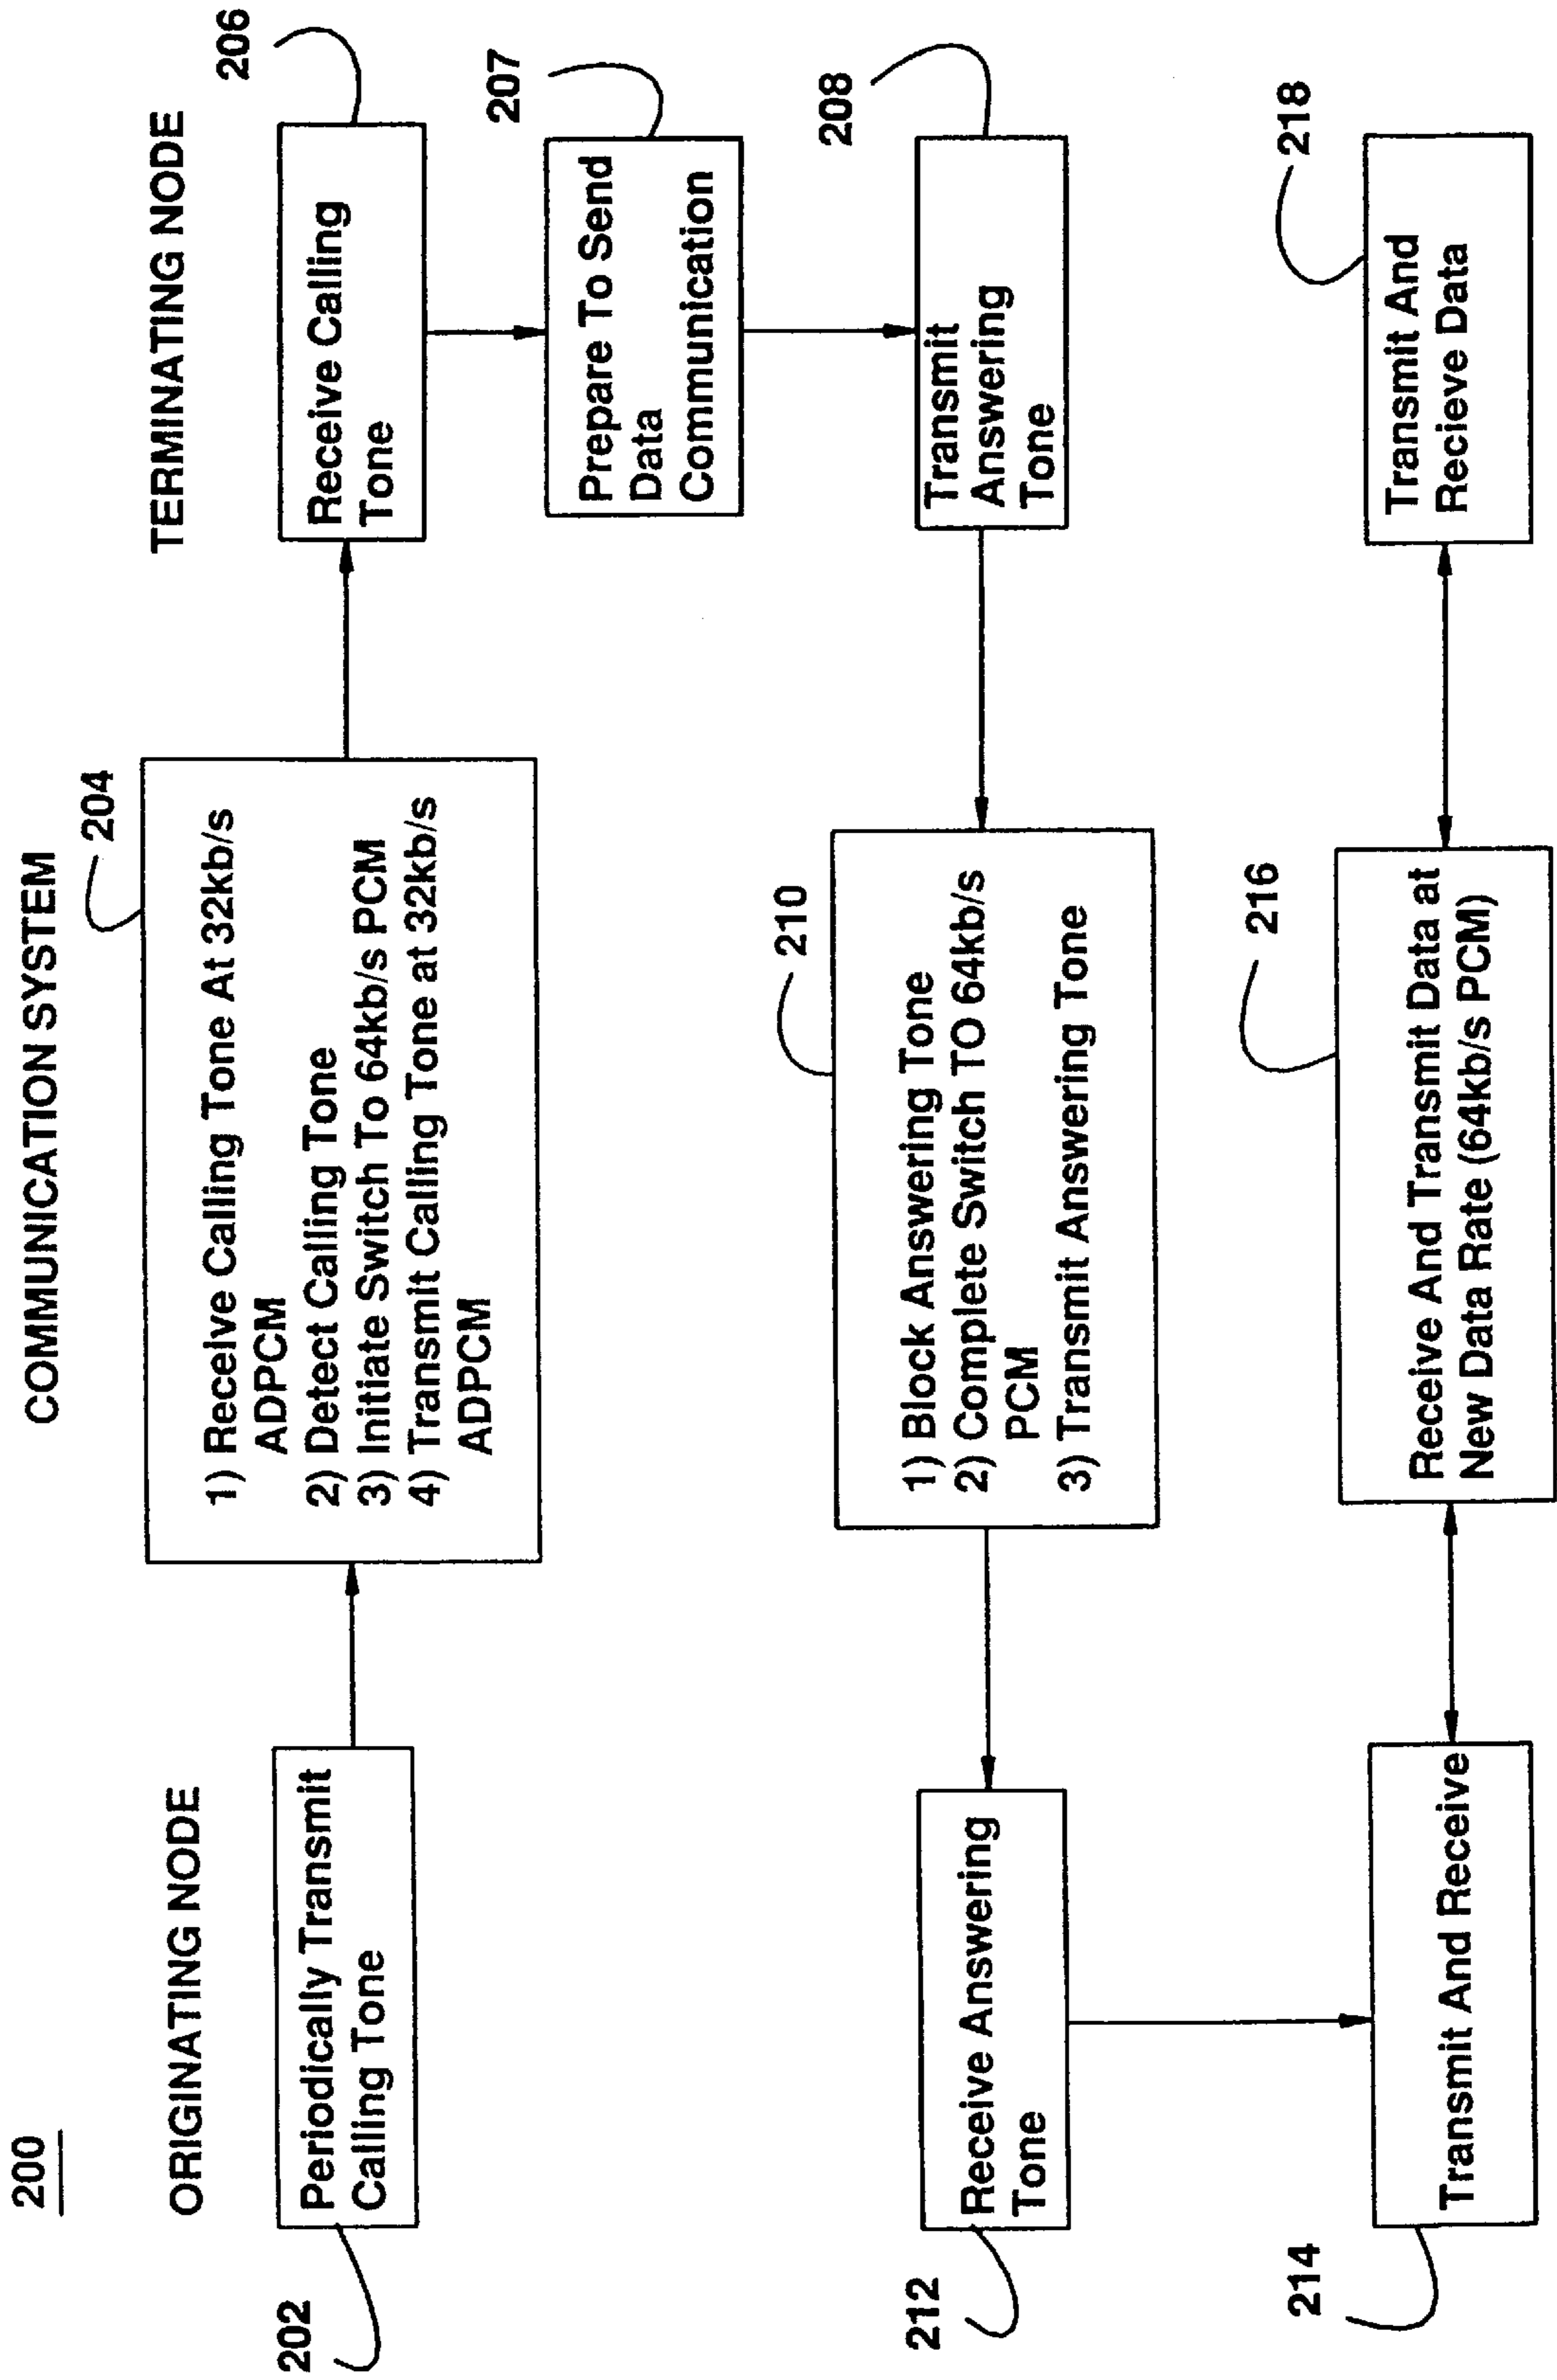 200
ORIGINATING NODE
COMMUNICATION SYSTEM
TERMINATING NODE
202
Periodically Transmit
Calling Tone
204
1) Receive Calling Tone At 32kb/s
ADPCM
2) Detect Calling Tone
3) Initiate Switch To 64kb/s PCM
4) Transmit Calling Tone at 32kb/s
ADPCM
206
Receive Calling
Tone
207
Prepare To Send
Data
Communication
208
Transmit
Answering
Tone
210
1) Block Answering Tone
2) Complete Switch TO 64kb/s
PCM
3) Transmit Answering Tone
212
Receive Answering
Tone
214
Transmit And Receive
216
Receive And Transmit Data at
New Data Rate (64kb/s PCM)
218
Transmit And
Recieve Data